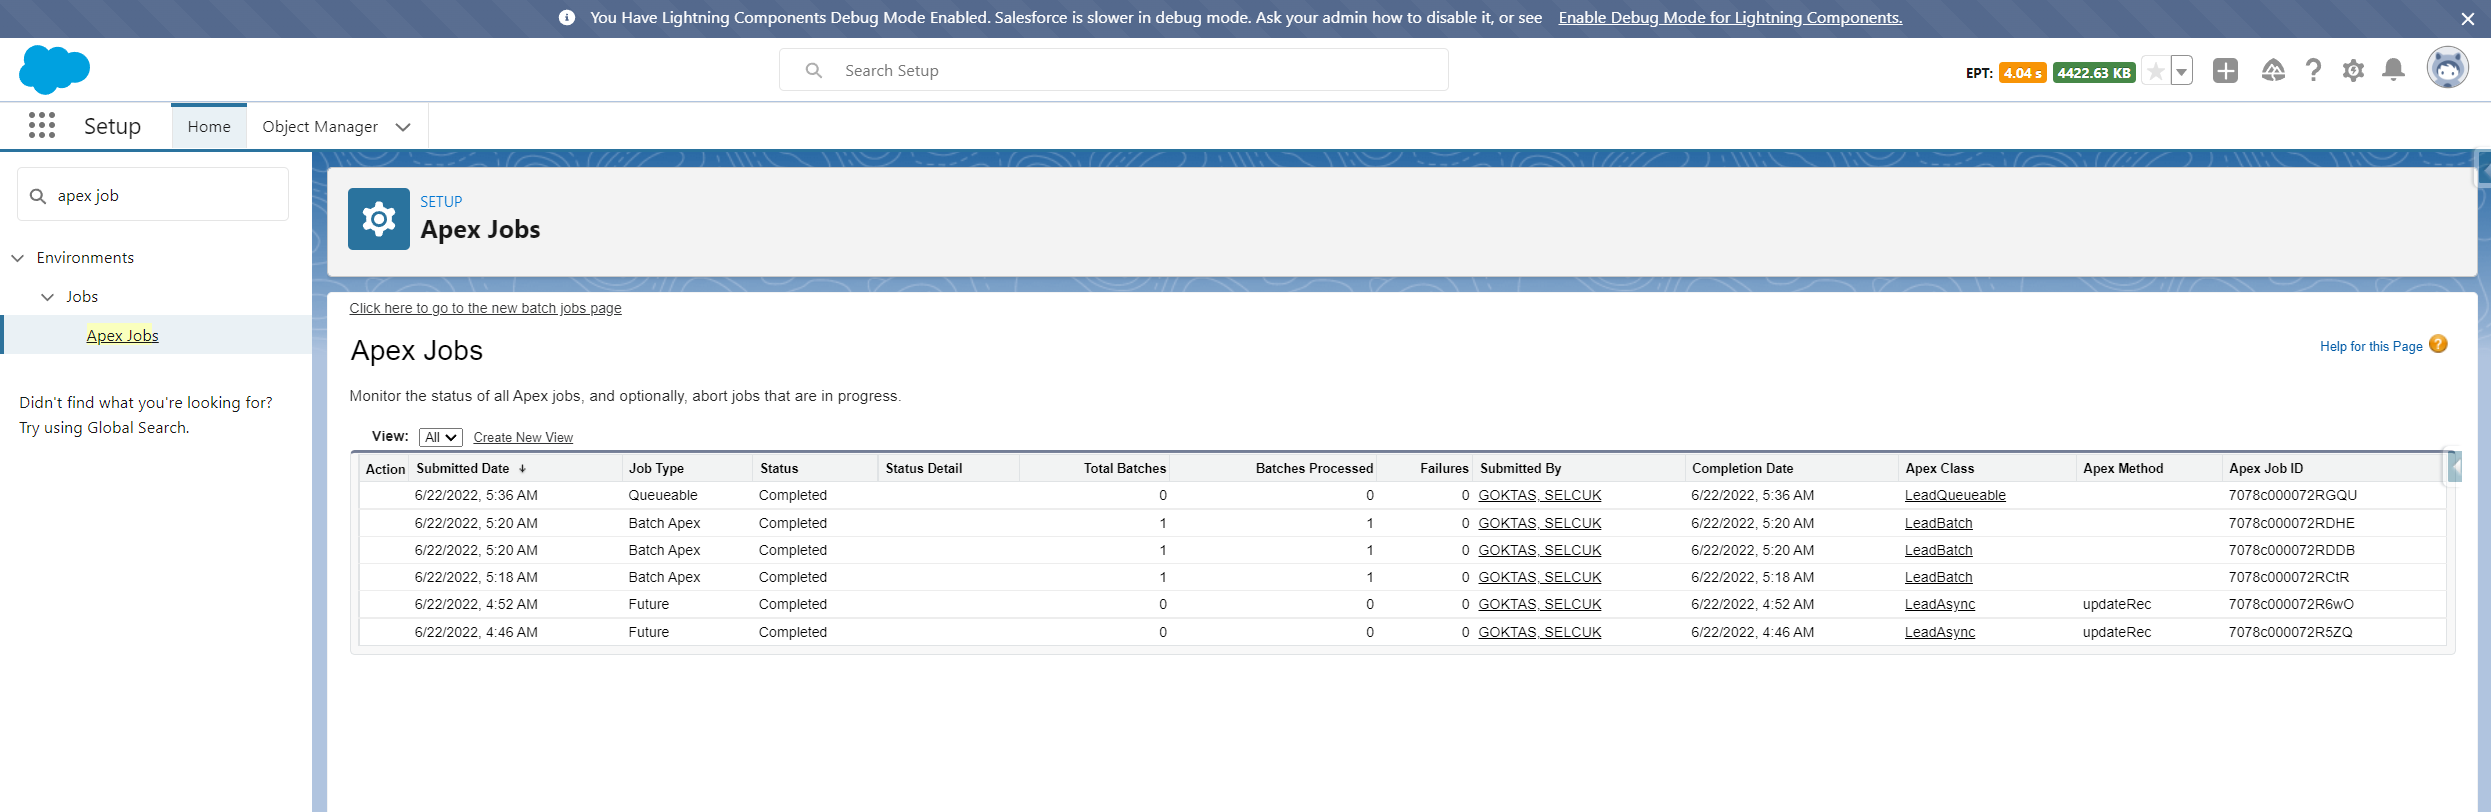 You Have Lightning Components Debug Mode Enabled. Salesforce is slower in debug mode. Ask your admin how to disable it, or see Enable Debug Mode for Lightning Components.
Search Setup
EPT: 4.04 s 4422.63 KB
Setup Home Object Manager
apex job
Environments
Jobs
Apex Jobs
Didn't find what you're looking for?
Try using Global Search.
SETUP
Apex Jobs
Click here to go to the new batch jobs page
Apex Jobs
Help for this Page ?
Monitor the status of all Apex jobs, and optionally, abort jobs that are in progress.
View: All Create New View
Action Submitted Date ↓ Job Type Status Status Detail Total Batches Batches Processed Failures Submitted By Completion Date Apex Class Apex Method Apex Job ID
6/22/2022, 5:36 AM Queueable Completed 0 0 0 GOKTAS, SELCUK 6/22/2022, 5:36 AM LeadQueueable 7078c000072RGQU
6/22/2022, 5:20 AM Batch Apex Completed 1 1 0 GOKTAS, SELCUK 6/22/2022, 5:20 AM LeadBatch 7078c000072RDHE
6/22/2022, 5:20 AM Batch Apex Completed 1 1 0 GOKTAS, SELCUK 6/22/2022, 5:20 AM LeadBatch 7078c000072RDDB
6/22/2022, 5:18 AM Batch Apex Completed 1 1 0 GOKTAS, SELCUK 6/22/2022, 5:18 AM LeadBatch 7078c000072RCtR
6/22/2022, 4:52 AM Future Completed 0 0 0 GOKTAS, SELCUK 6/22/2022, 4:52 AM LeadAsync updateRec 7078c000072R6wO
6/22/2022, 4:46 AM Future Completed 0 0 0 GOKTAS, SELCUK 6/22/2022, 4:46 AM LeadAsync updateRec 7078c000072R5ZQ